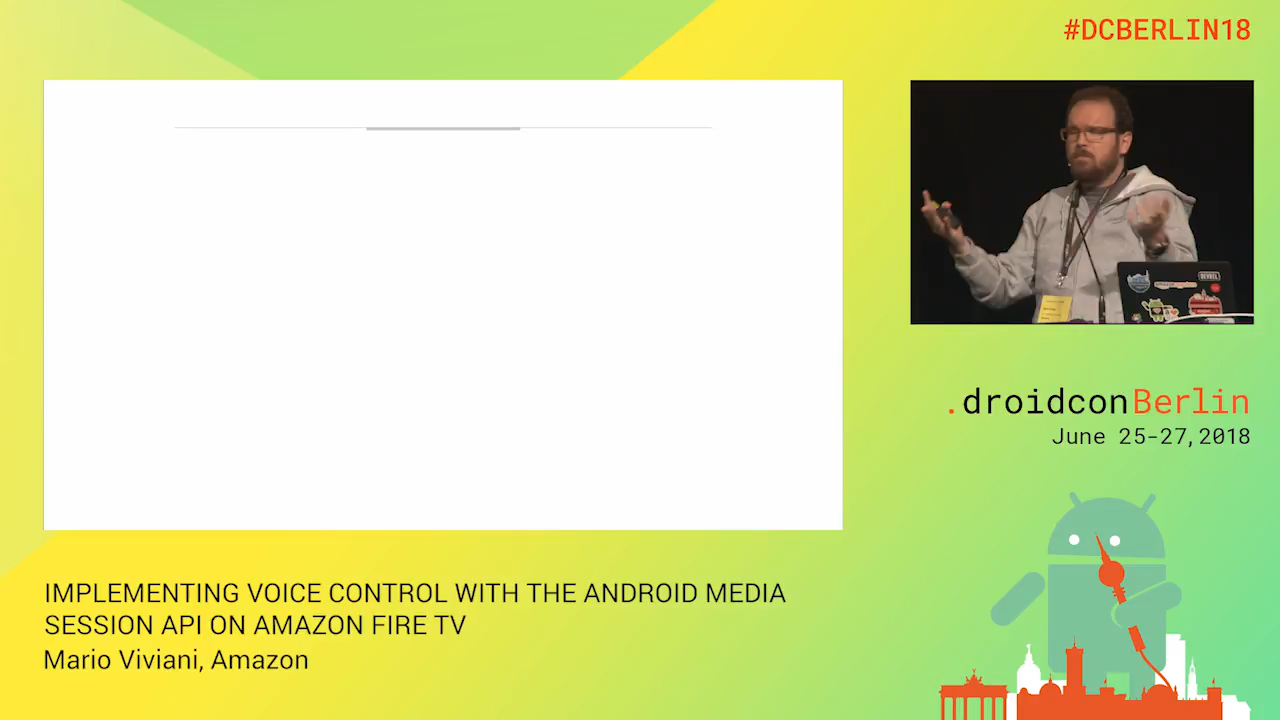 #DCBERLIN18
.droidconBerlin
June 25-27,2018
IMPLEMENTING VOICE CONTROL WITH THE ANDROID MEDIA
SESSION API ON AMAZON FIRE TV
Mario Viviani, Amazon